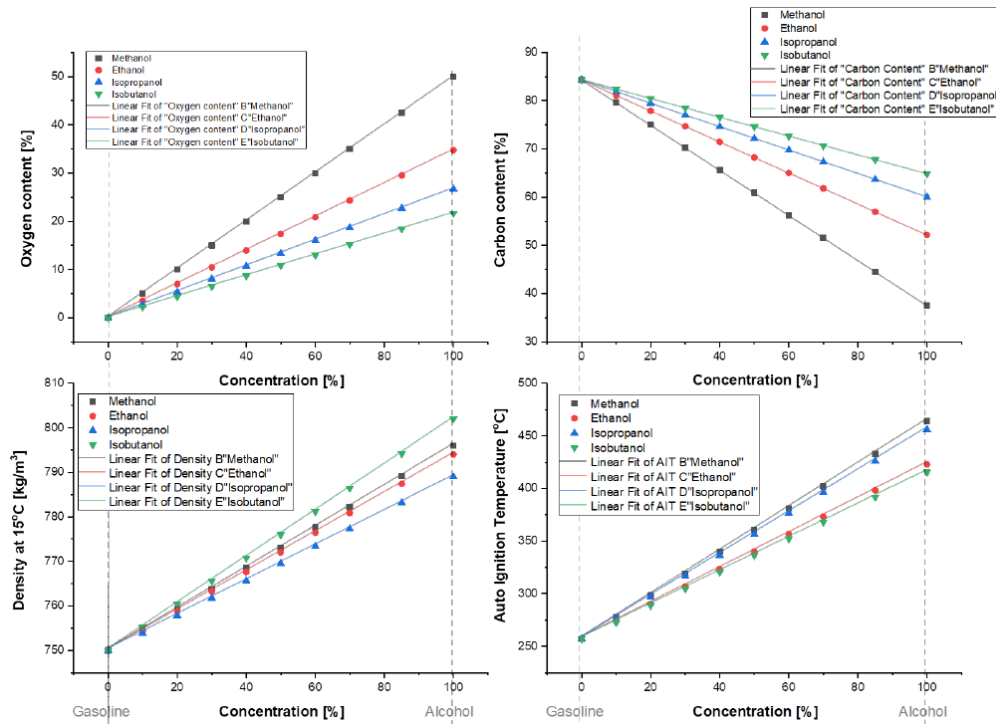 Methanol
Ethanol
Isopropanol
Isobutanol
Linear Fit of "Oxygen content" B"Methanol"
Linear Fit of "Oxygen content" C"Ethanol"
Linear Fit of "Oxygen content" D"Isopropanol"
Linear Fit of "Oxygen content" E"Isobutanol"
Oxygen content [%]
50
40
30
20
10
0
0 20 40 60 80 100
Concentration [%]
Methanol
Ethanol
Isopropanol
Isobutanol
Linear Fit of "Carbon Content" B"Methanol"
Linear Fit of "Carbon Content" C"Ethanol"
Linear Fit of "Carbon Content" D"Isopropanol"
Linear Fit of "Carbon Content" E"Isobutanol"
Carbon content [%]
90
80
70
60
50
40
30
0 20 40 60 80 100
Concentration [%]
Methanol
Ethanol
Isopropanol
Isobutanol
Linear Fit of Density B"Methanol"
Linear Fit of Density C"Ethanol"
Linear Fit of Density D"Isopropanol"
Linear Fit of Density E"Isobutanol"
Density at 15°C [kg/m³]
810
800
790
780
770
760
750
0 20 40 60 80 100
Gasoline Concentration [%] Alcohol
Methanol
Ethanol
Isopropanol
Isobutanol
Linear Fit of AIT B"Methanol"
Linear Fit of AIT C"Ethanol"
Linear Fit of AIT D"Isopropanol"
Linear Fit of AIT E"Isobutanol"
Auto Ignition Temperature [°C]
500
450
400
350
300
250
0 20 40 60 80 100
Gasoline Concentration [%] Alcohol